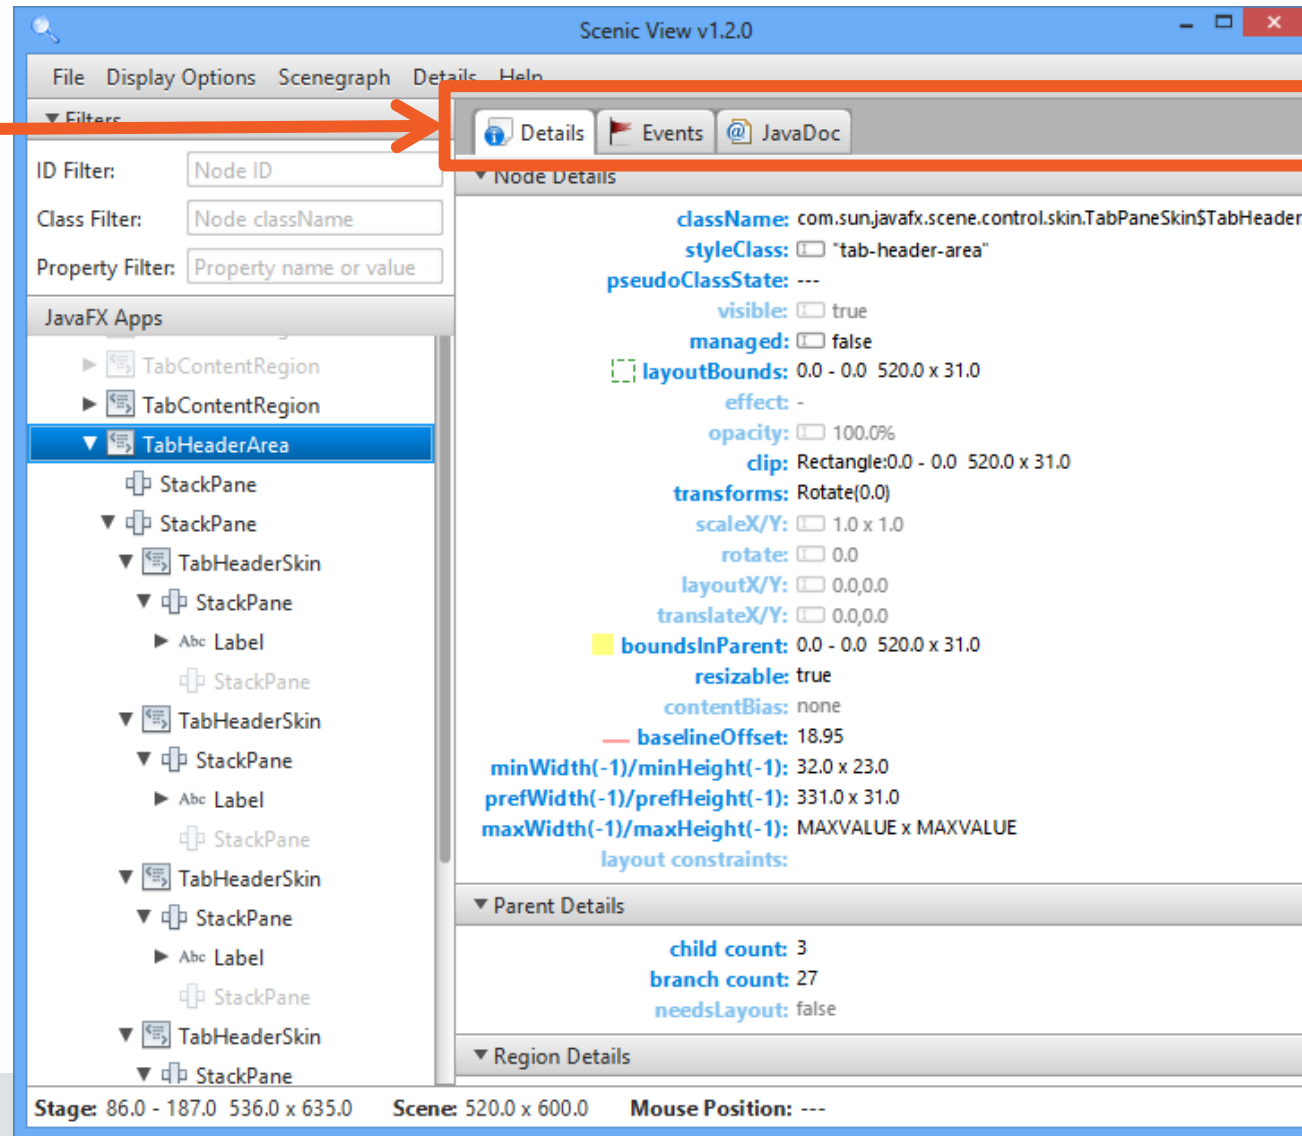 Scenic View v1.2.0
File Display Options Scenegraph Details Help
Filters
Details Events JavaDoc
ID Filter: Node ID
Class Filter: Node className
Property Filter: Property name or value
JavaFX Apps
TabContentRegion
TabContentRegion
TabHeaderArea
StackPane
StackPane
TabHeaderSkin
StackPane
Abc Label
StackPane
TabHeaderSkin
StackPane
Abc Label
StackPane
TabHeaderSkin
StackPane
Abc Label
StackPane
TabHeaderSkin
StackPane
Node Details
className: com.sun.javafx.scene.control.skin.TabPaneSkin$TabHeader
styleClass: "tab-header-area"
pseudoClassState: ---
visible: true
managed: false
layoutBounds: 0.0 - 0.0 520.0 x 31.0
effect: -
opacity: 100.0%
clip: Rectangle:0.0 - 0.0 520.0 x 31.0
transforms: Rotate(0.0)
scaleX/Y: 1.0 x 1.0
rotate: 0.0
layoutX/Y: 0.0,0.0
translateX/Y: 0.0,0.0
boundsInParent: 0.0 - 0.0 520.0 x 31.0
resizable: true
contentBias: none
baselineOffset: 18.95
minWidth(-1)/minHeight(-1): 32.0 x 23.0
prefWidth(-1)/prefHeight(-1): 331.0 x 31.0
maxWidth(-1)/maxHeight(-1): MAXVALUE x MAXVALUE
layout constraints:
Parent Details
child count: 3
branch count: 27
needsLayout: false
Region Details
Stage: 86.0 - 187.0 536.0 x 635.0 Scene: 520.0 x 600.0 Mouse Position: ---